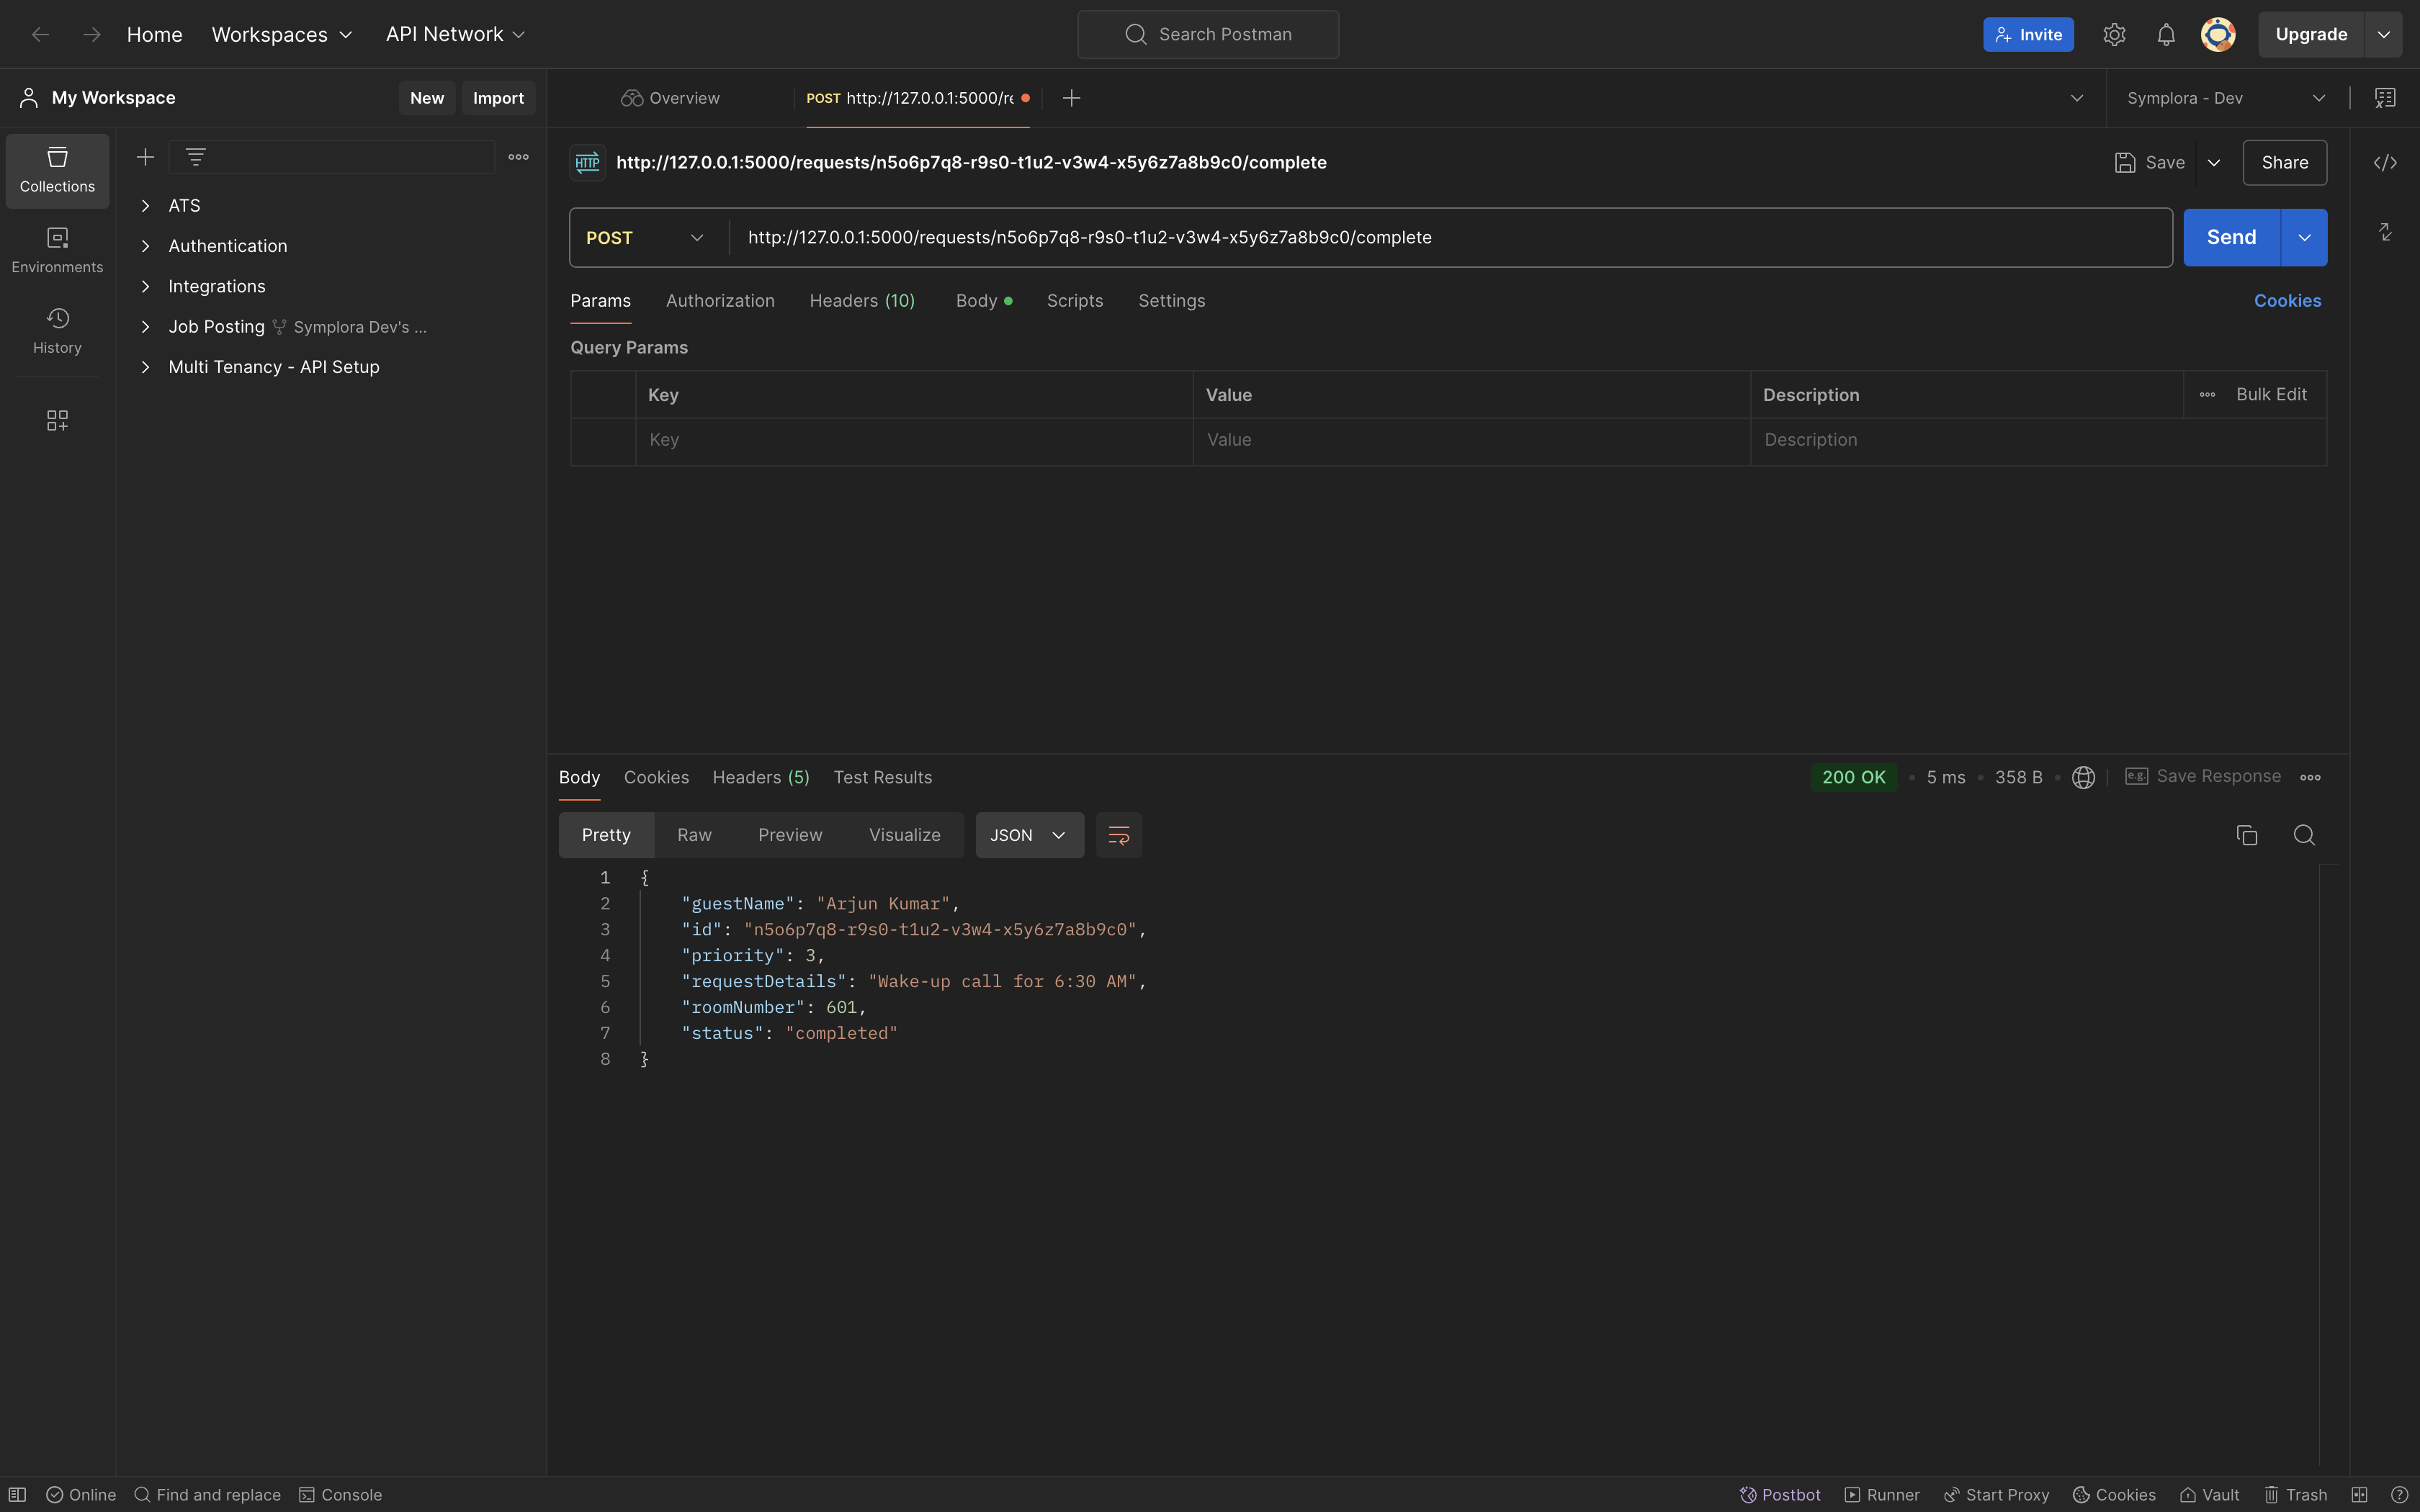 Home Workspaces API Network Search Postman Invite Upgrade
My Workspace New Import Overview POST http://127.0.0.1:5000/re Symplora - Dev
Collections
Environments
History
ATS
Authentication
Integrations
Job Posting Symplora Dev's ...
Multi Tenancy - API Setup
HTTP http://127.0.0.1:5000/requests/n5o6p7q8-r9s0-t1u2-v3w4-x5y6z7a8b9c0/complete Save Share
POST http://127.0.0.1:5000/requests/n5o6p7q8-r9s0-t1u2-v3w4-x5y6z7a8b9c0/complete Send
Params Authorization Headers (10) Body Scripts Settings Cookies
Query Params
Key Value Description Bulk Edit
Key Value Description
Body Cookies Headers (5) Test Results 200 OK 5 ms 358 B e.g. Save Response
Pretty Raw Preview Visualize JSON
1 {
2 "guestName": "Arjun Kumar",
3 "id": "n5o6p7q8-r9s0-t1u2-v3w4-x5y6z7a8b9c0",
4 "priority": 3,
5 "requestDetails": "Wake-up call for 6:30 AM",
6 "roomNumber": 601,
7 "status": "completed"
8 }
Online Find and replace Console Postbot Runner Start Proxy Cookies Vault Trash